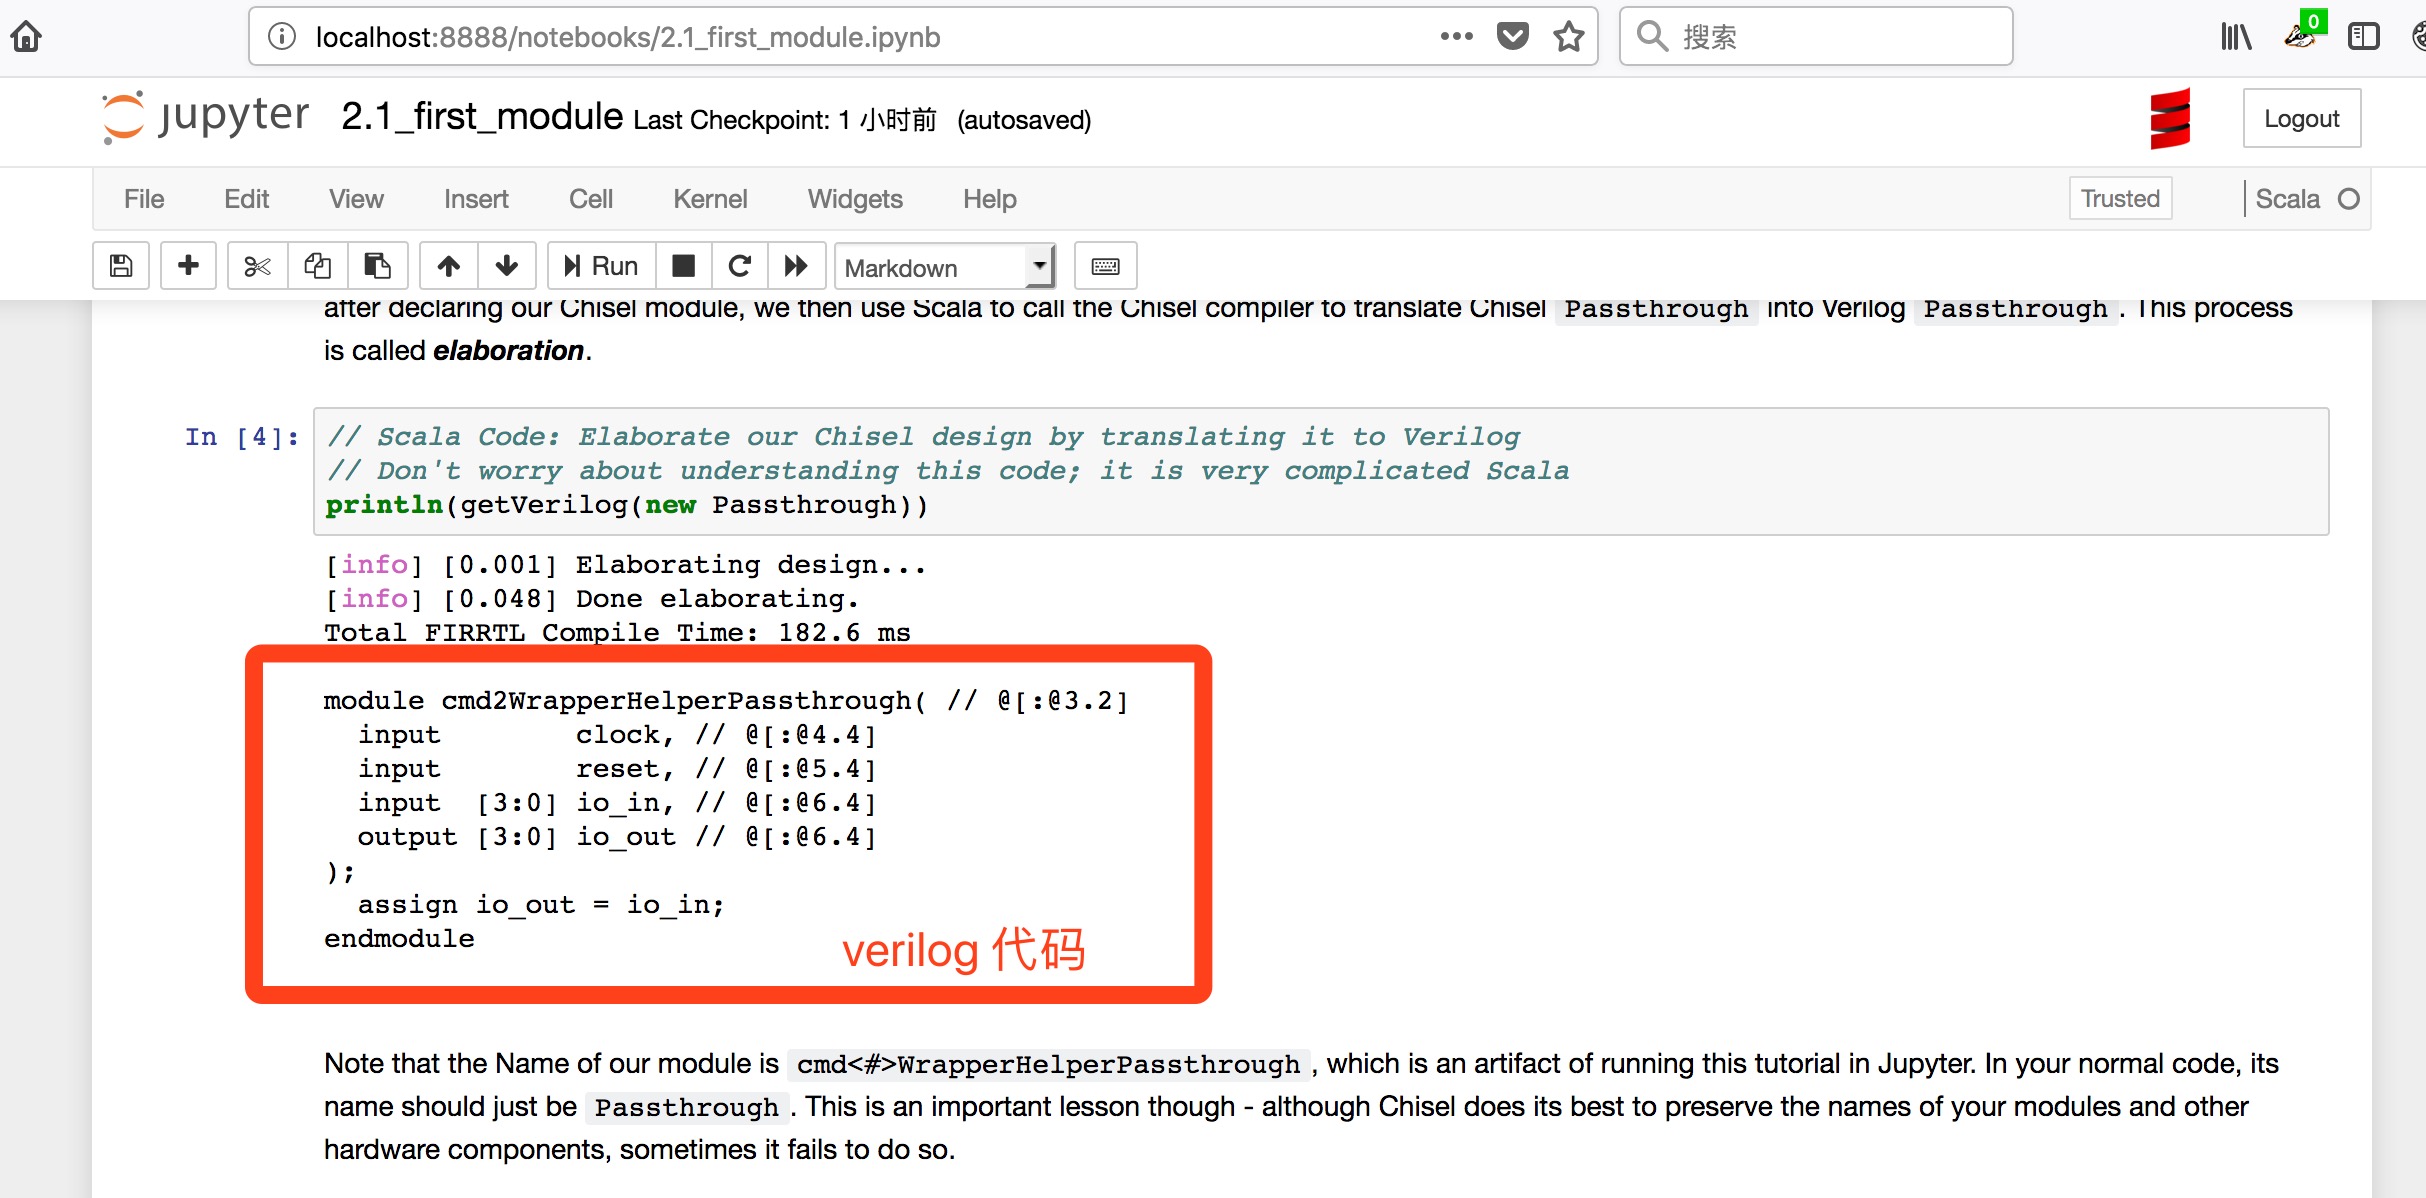 localhost:8888/notebooks/2.1_first_module.ipynb
搜索
0
jupyter 2.1_first_module Last Checkpoint: 1 小时前 (autosaved)
Logout
File Edit View Insert Cell Kernel Widgets Help
Trusted
Scala
Run
Markdown
after declaring our Chisel module, we then use Scala to call the Chisel compiler to translate Chisel Passthrough into Verilog Passthrough. This process
is called elaboration.
In [4]:
// Scala Code: Elaborate our Chisel design by translating it to Verilog
// Don't worry about understanding this code; it is very complicated Scala
println(getVerilog(new Passthrough))
[info] [0.001] Elaborating design...
[info] [0.048] Done elaborating.
Total FIRRTL Compile Time: 182.6 ms
module cmd2WrapperHelperPassthrough( // @[:@3.2]
  input        clock, // @[:@4.4]
  input        reset, // @[:@5.4]
  input  [3:0] io_in, // @[:@6.4]
  output [3:0] io_out // @[:@6.4]
);
  assign io_out = io_in;
endmodule
verilog 代码
Note that the Name of our module is cmd<#>WrapperHelperPassthrough, which is an artifact of running this tutorial in Jupyter. In your normal code, its
name should just be Passthrough. This is an important lesson though - although Chisel does its best to preserve the names of your modules and other
hardware components, sometimes it fails to do so.